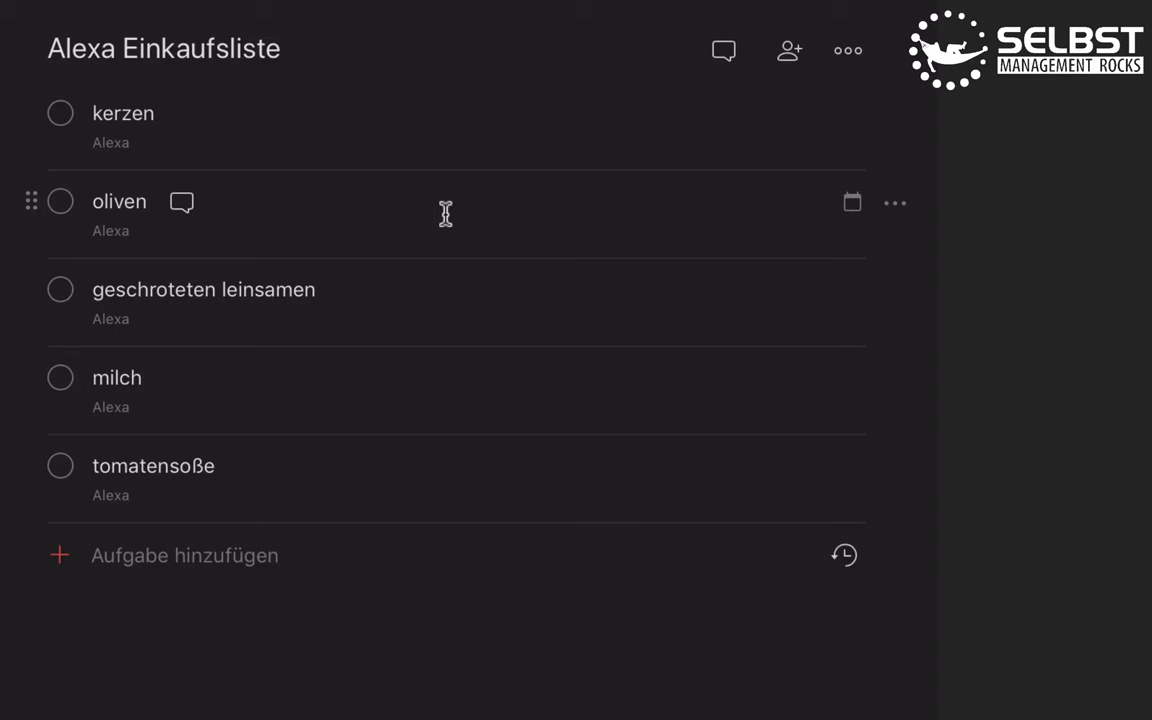 Alexa Einkaufsliste
SELBST
MANAGEMENT ROCKS
kerzen
Alexa
oliven
Alexa
geschroteten leinsamen
Alexa
milch
Alexa
tomatensoße
Alexa
Aufgabe hinzufügen